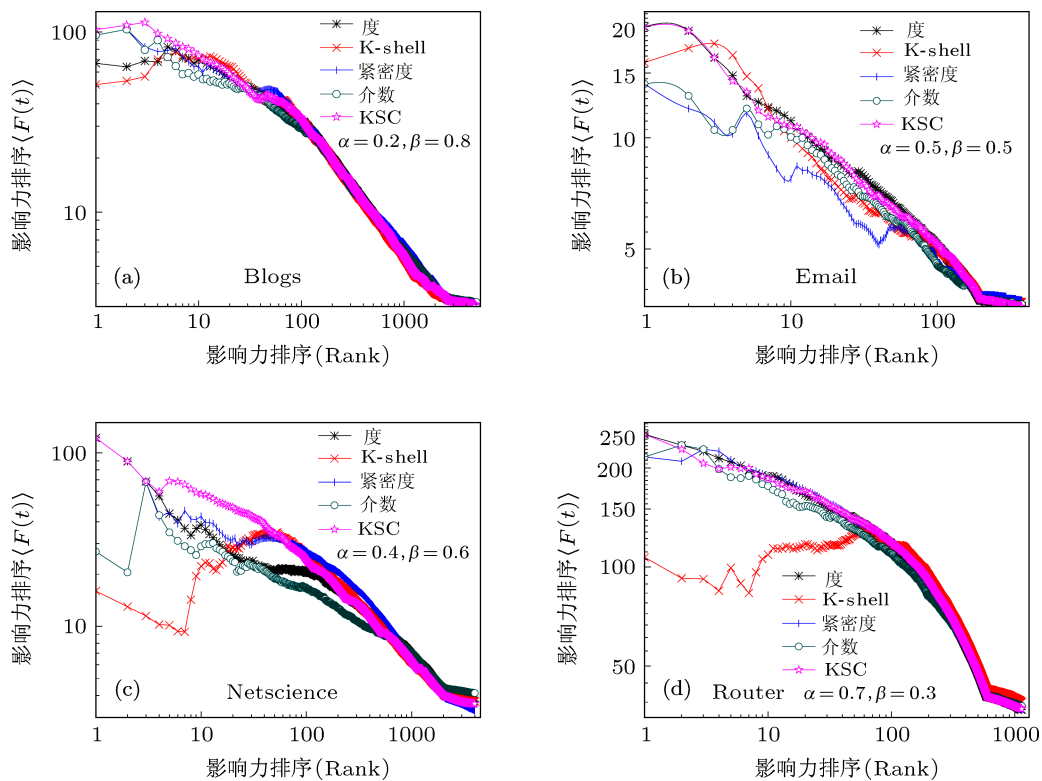 影响力排序⟨F(t)⟩
100
10
度
K-shell
紧密度
介数
KSC
α=0.2, β=0.8
(a)
Blogs
1
10
100
1000
影响力排序(Rank)
影响力排序⟨F(t)⟩
20
15
10
5
度
K-shell
紧密度
介数
KSC
α=0.5, β=0.5
(b)
Email
1
10
100
影响力排序(Rank)
影响力排序⟨F(t)⟩
100
10
度
K-shell
紧密度
介数
KSC
α=0.4, β=0.6
(c)
Netscience
1
10
100
1000
影响力排序(Rank)
影响力排序⟨F(t)⟩
250
200
150
100
50
度
K-shell
紧密度
介数
KSC
(d)
Router
α=0.7, β=0.3
1
10
100
1000
影响力排序(Rank)